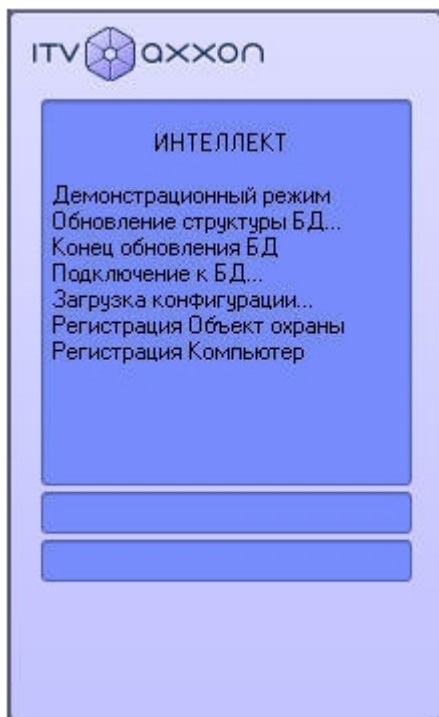 ITV axxon
ИНТЕЛЛЕКТ
Демонстрационный режим
Обновление структуры БД...
Конец обновления БД
Подключение к БД...
Загрузка конфигурации...
Регистрация Объект охраны
Регистрация Компьютер